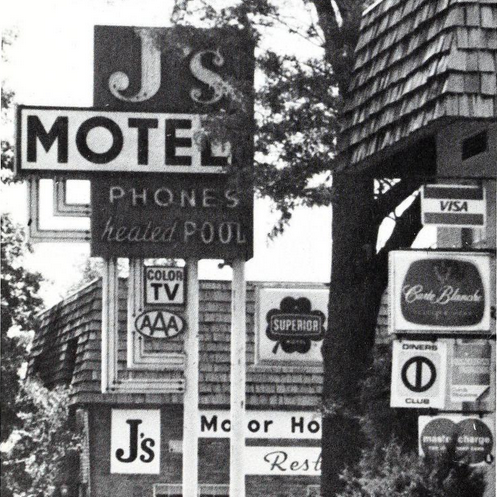 J's
MOTEL
PHONES
heated POOL
COLOR
TV
AAA
SUPERIOR
J's
Motor Ho
Rest
VISA
Carte Blanche
DINERS
CLUB
master charge